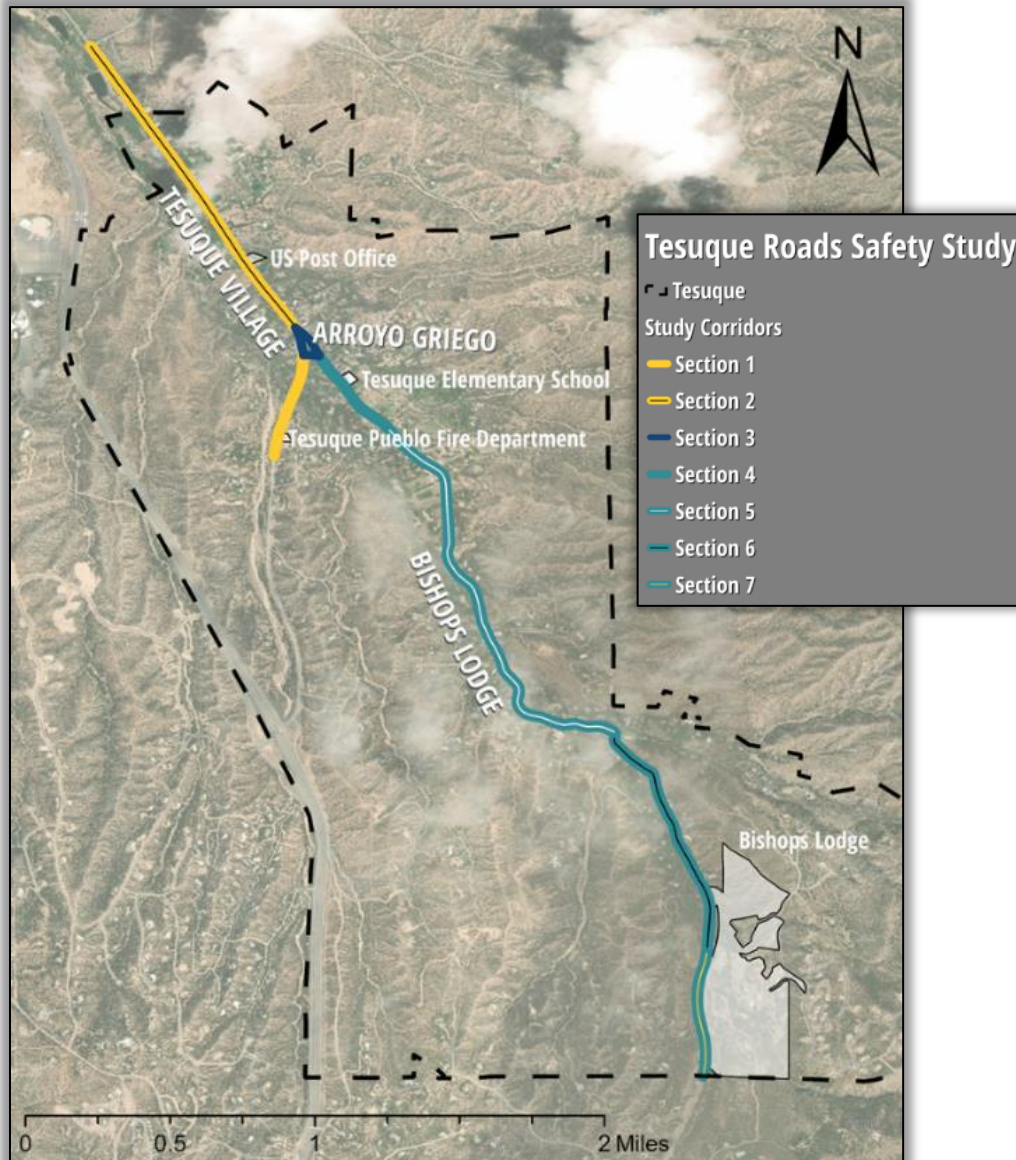 N
Tesuque Roads Safety Study
Tesuque
Study Corridors
Section 1
Section 2
Section 3
Section 4
Section 5
Section 6
Section 7
TESUQUE VILLAGE
US Post Office
ARROYO GRIEGO
Tesuque Elementary School
Tesuque Pueblo Fire Department
BISHOPS LODGE
Bishops Lodge
0 0.5 1 2 Miles